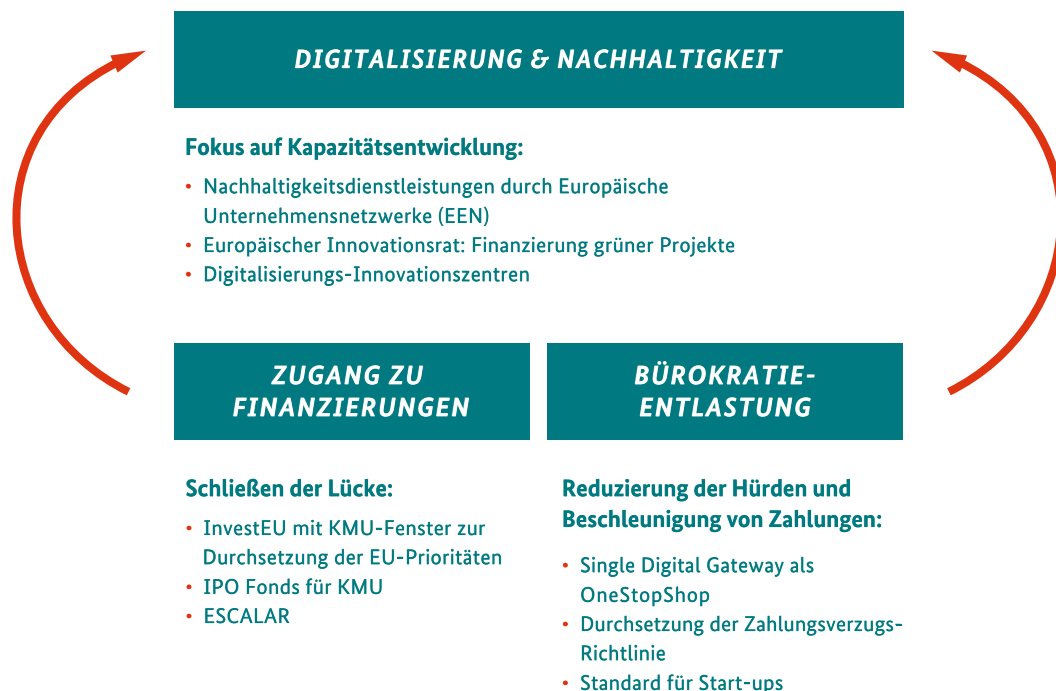 DIGITALISIERUNG & NACHHALTIGKEIT
Fokus auf Kapazitätsentwicklung:
• Nachhaltigkeitsdienstleistungen durch Europäische
Unternehmensnetzwerke (EEN)
• Europäischer Innovationsrat: Finanzierung grüner Projekte
• Digitalisierungs-Innovationszentren
ZUGANG ZU
FINANZIERUNGEN
Schließen der Lücke:
• InvestEU mit KMU-Fenster zur
Durchsetzung der EU-Prioritäten
• IPO Fonds für KMU
• ESCALAR
BÜROKRATIE-
ENTLASTUNG
Reduzierung der Hürden und
Beschleunigung von Zahlungen:
• Single Digital Gateway als
OneStopShop
• Durchsetzung der Zahlungsverzugs-
Richtlinie
• Standard für Start-ups